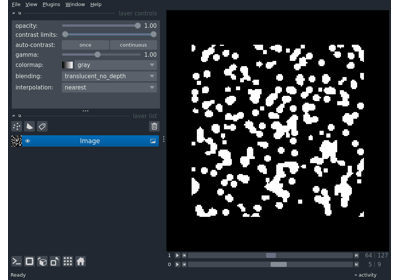 File View Plugins Window Help
layer controls
opacity: 1.00
contrast limits:
auto-contrast: once continuous
gamma: 1.00
colormap: gray
blending: translucent_no_depth
interpolation: nearest
layer list
Image
1 64 127
0 5 9
Ready activity